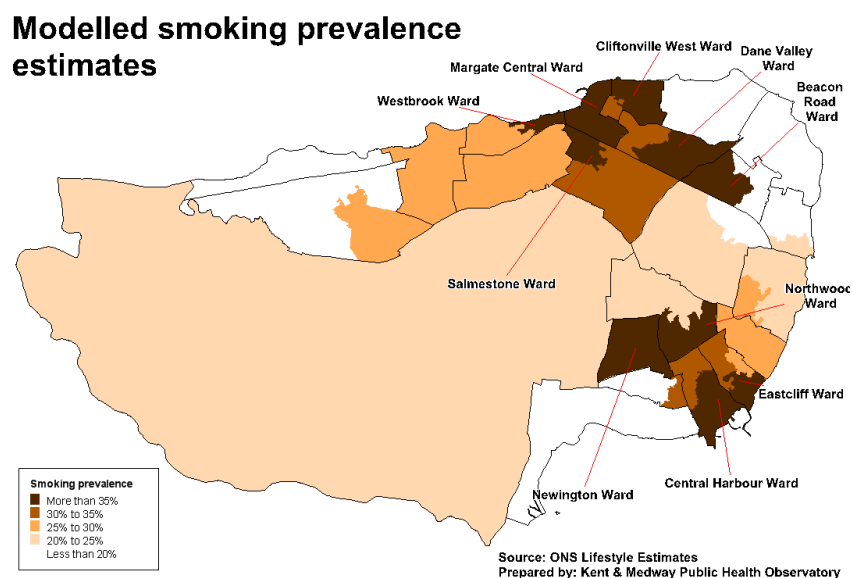 Modelled smoking prevalence
estimates
Cliftonville West Ward
Dane Valley
Ward
Margate Central Ward
Beacon
Road
Ward
Westbrook Ward
Salmestone Ward
Northwood
Ward
Eastcliff Ward
Central Harbour Ward
Newington Ward
Smoking prevalence
More than 35%
30% to 35%
25% to 30%
20% to 25%
Less than 20%
Source: ONS Lifestyle Estimates
Prepared by: Kent & Medway Public Health Observatory